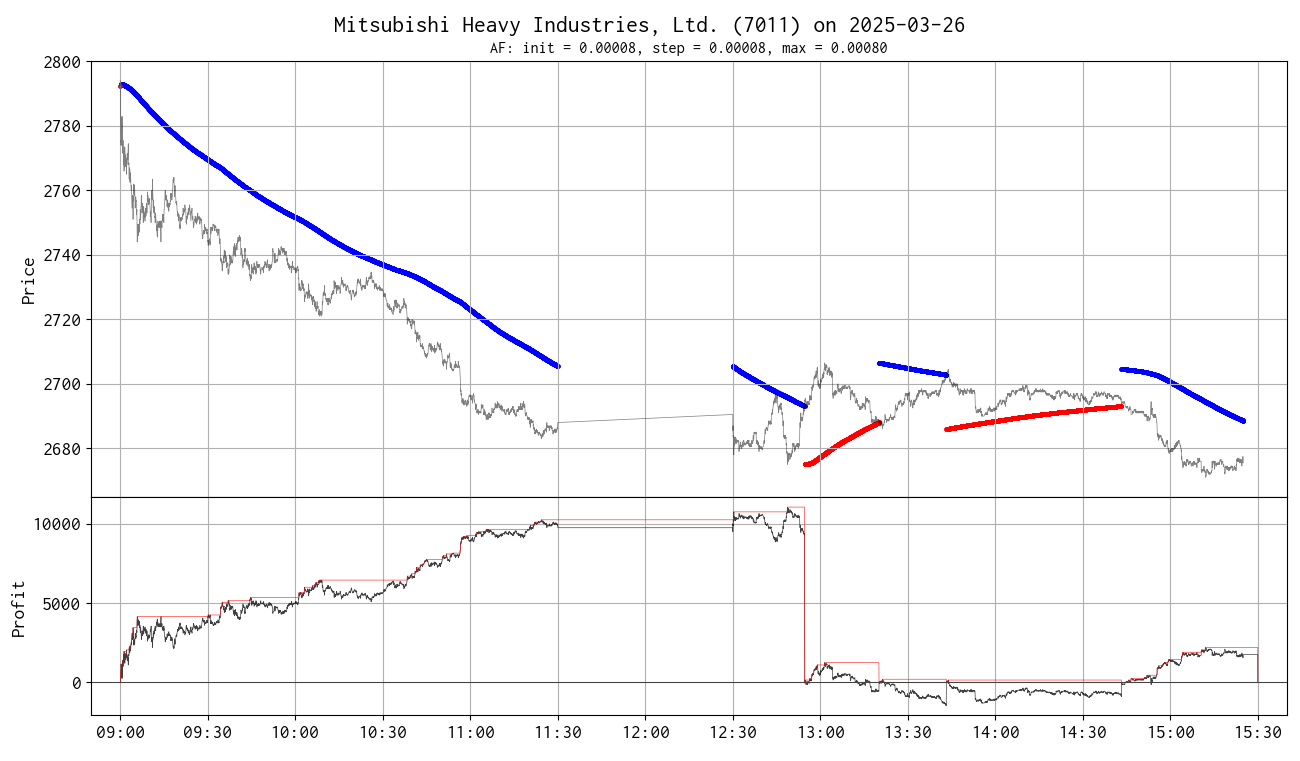 Mitsubishi Heavy Industries, Ltd. (7011) on 2025-03-26
AF: init = 0.00008, step = 0.00008, max = 0.00080
2800
2780
2760
2740
2720
2700
2680
Price
10000
5000
0
Profit
09:00 09:30 10:00 10:30 11:00 11:30 12:00 12:30 13:00 13:30 14:00 14:30 15:00 15:30